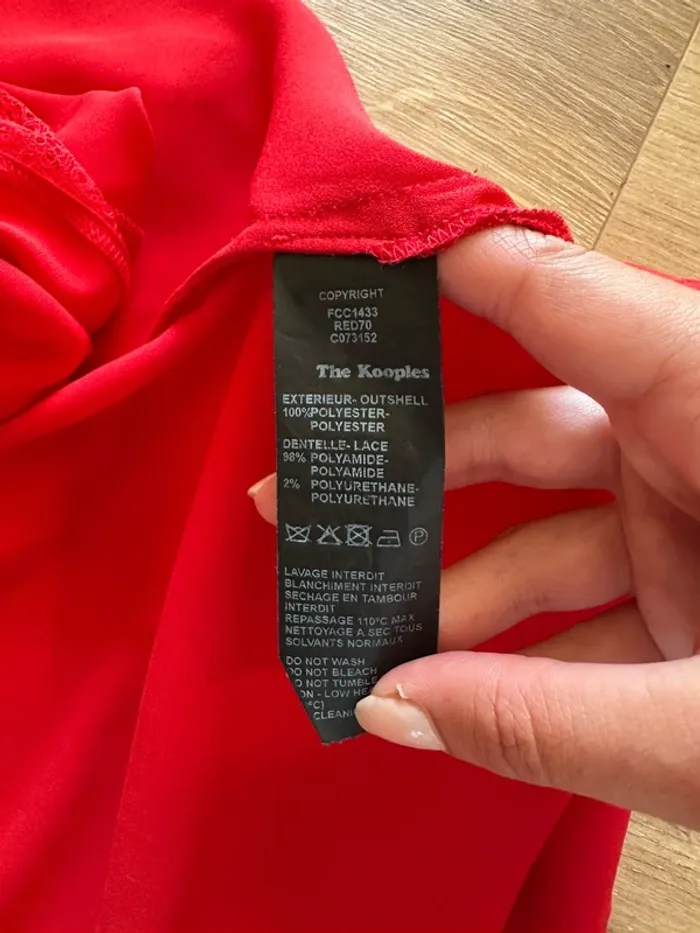 COPYRIGHT
FCC1433
RED70
C073152
The Kooples
EXTERIEUR- OUTSHELL
100%POLYESTER-
POLYESTER
DENTELLE- LACE
98% POLYAMIDE-
POLYAMIDE
2% POLYURETHANE-
POLYURETHANE
P
LAVAGE INTERDIT
BLANCHIMENT INTERDIT
SECHAGE EN TAMBOUR
INTERDIT
REPASSAGE 110°C MAX
NETTOYAGE A SEC TOUS
SOLVANTS NORMAUX
DO NOT WASH
DO NOT BLEACH
NOT TUMBLE
- LOW